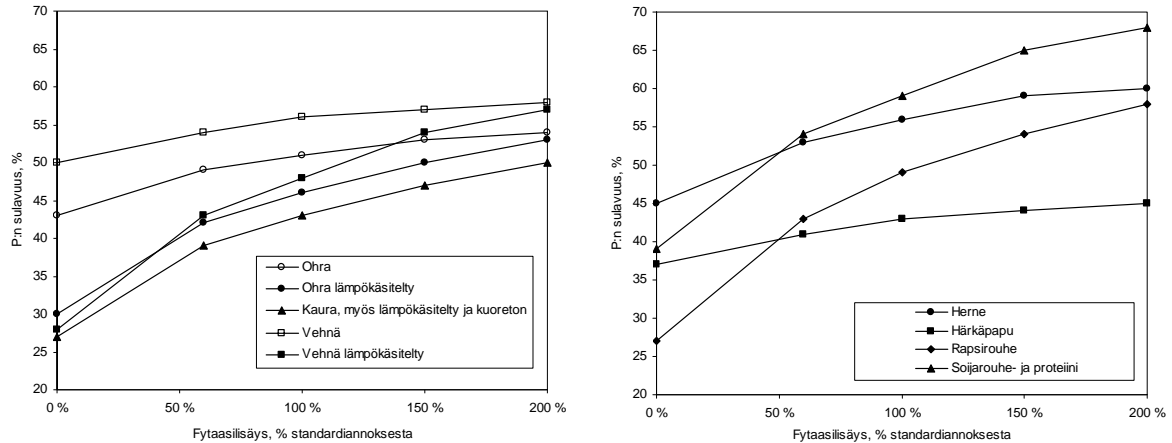 P:n sulavuus, %
70
65
60
55
50
45
40
35
30
25
20
Ohra
Ohra lämpökäsitelty
Kaura, myös lämpökäsitelty ja kuoreton
Vehnä
Vehnä lämpökäsitelty
0 % 50 % 100 % 150 % 200 %
Fytaasilisäys, % standardiannoksesta
P:n sulavuus, %
70
65
60
55
50
45
40
35
30
25
20
Herne
Härkäpapu
Rapsirouhe
Soijarouhe- ja proteiini
0 % 50 % 100 % 150 % 200 %
Fytaasilisäys, % standardiannoksesta